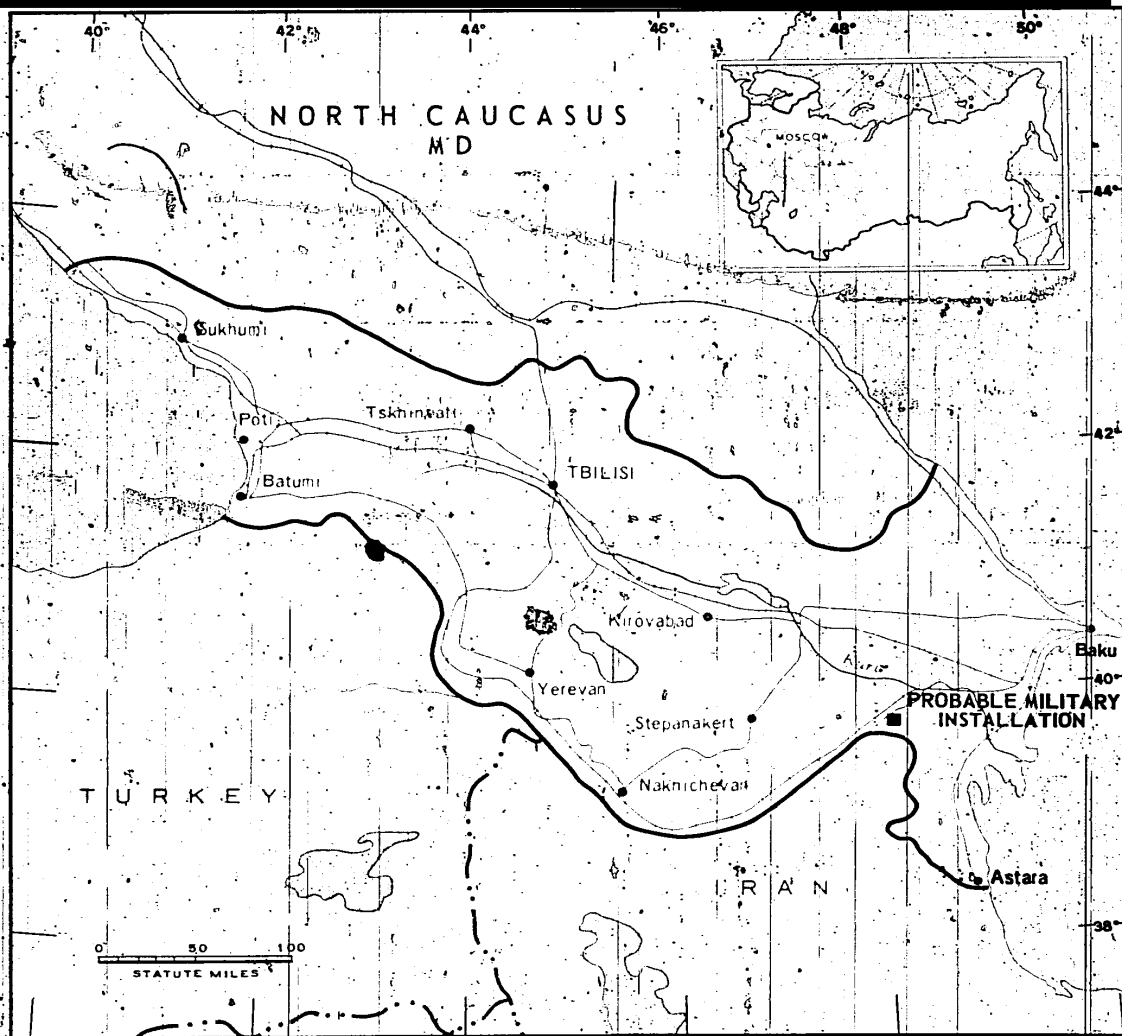 40° 42° 44° 46° 48° 50°
NORTH CAUCASUS
MD
MOSCOW
44°
Sukhumi
42°
Poti
Tskhinvali
TBILISI
Batumi
Kirovabad
Kura
Baku
40°
Yerevan
PROBABLE MILITARY
INSTALLATION
Stepanakert
Nakhichevan
TURKEY
IRAN
Astara
38°
0 50 100
STATUTE MILES